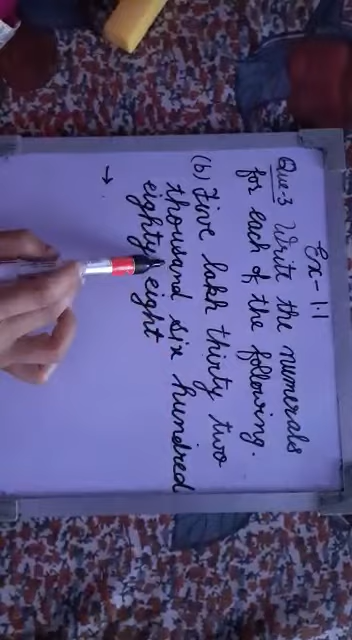 Ex-1.1
Que-3 Write the numerals
for each of the following.
(b) Five lakh thirty two
thousand six hundred
eighty eight
→